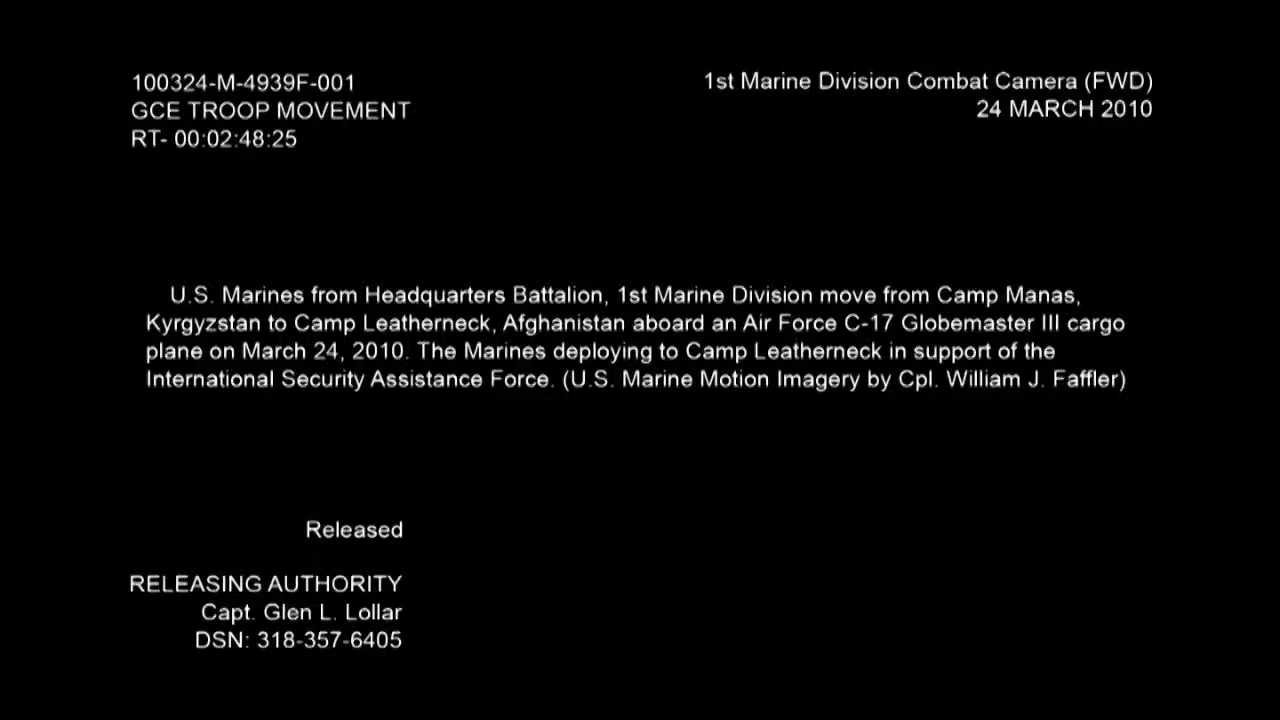 100324-M-4939F-001
GCE TROOP MOVEMENT
RT- 00:02:48:25
1st Marine Division Combat Camera (FWD)
24 MARCH 2010
U.S. Marines from Headquarters Battalion, 1st Marine Division move from Camp Manas,
Kyrgyzstan to Camp Leatherneck, Afghanistan aboard an Air Force C-17 Globemaster III cargo
plane on March 24, 2010. The Marines deploying to Camp Leatherneck in support of the
International Security Assistance Force. (U.S. Marine Motion Imagery by Cpl. William J. Faffler)
Released
RELEASING AUTHORITY
Capt. Glen L. Lollar
DSN: 318-357-6405